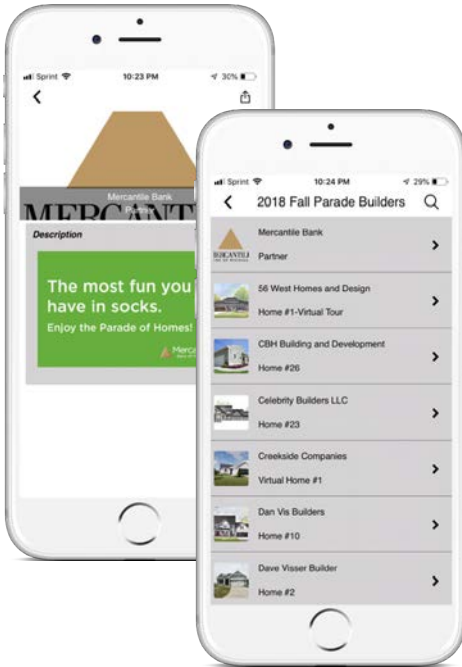 Sprint
10:23 PM
30%
Mercantile Bank
Partner
Description
The most fun you
have in socks.
Enjoy the Parade of Homes!
Sprint
10:24 PM
29%
2018 Fall Parade Builders
Mercantile Bank
Partner
56 West Homes and Design
Home #1-Virtual Tour
CBH Building and Development
Home #26
Celebrity Builders LLC
Home #23
Creekside Companies
Virtual Home #1
Dan Vis Builders
Home #10
Dave Visser Builder
Home #2